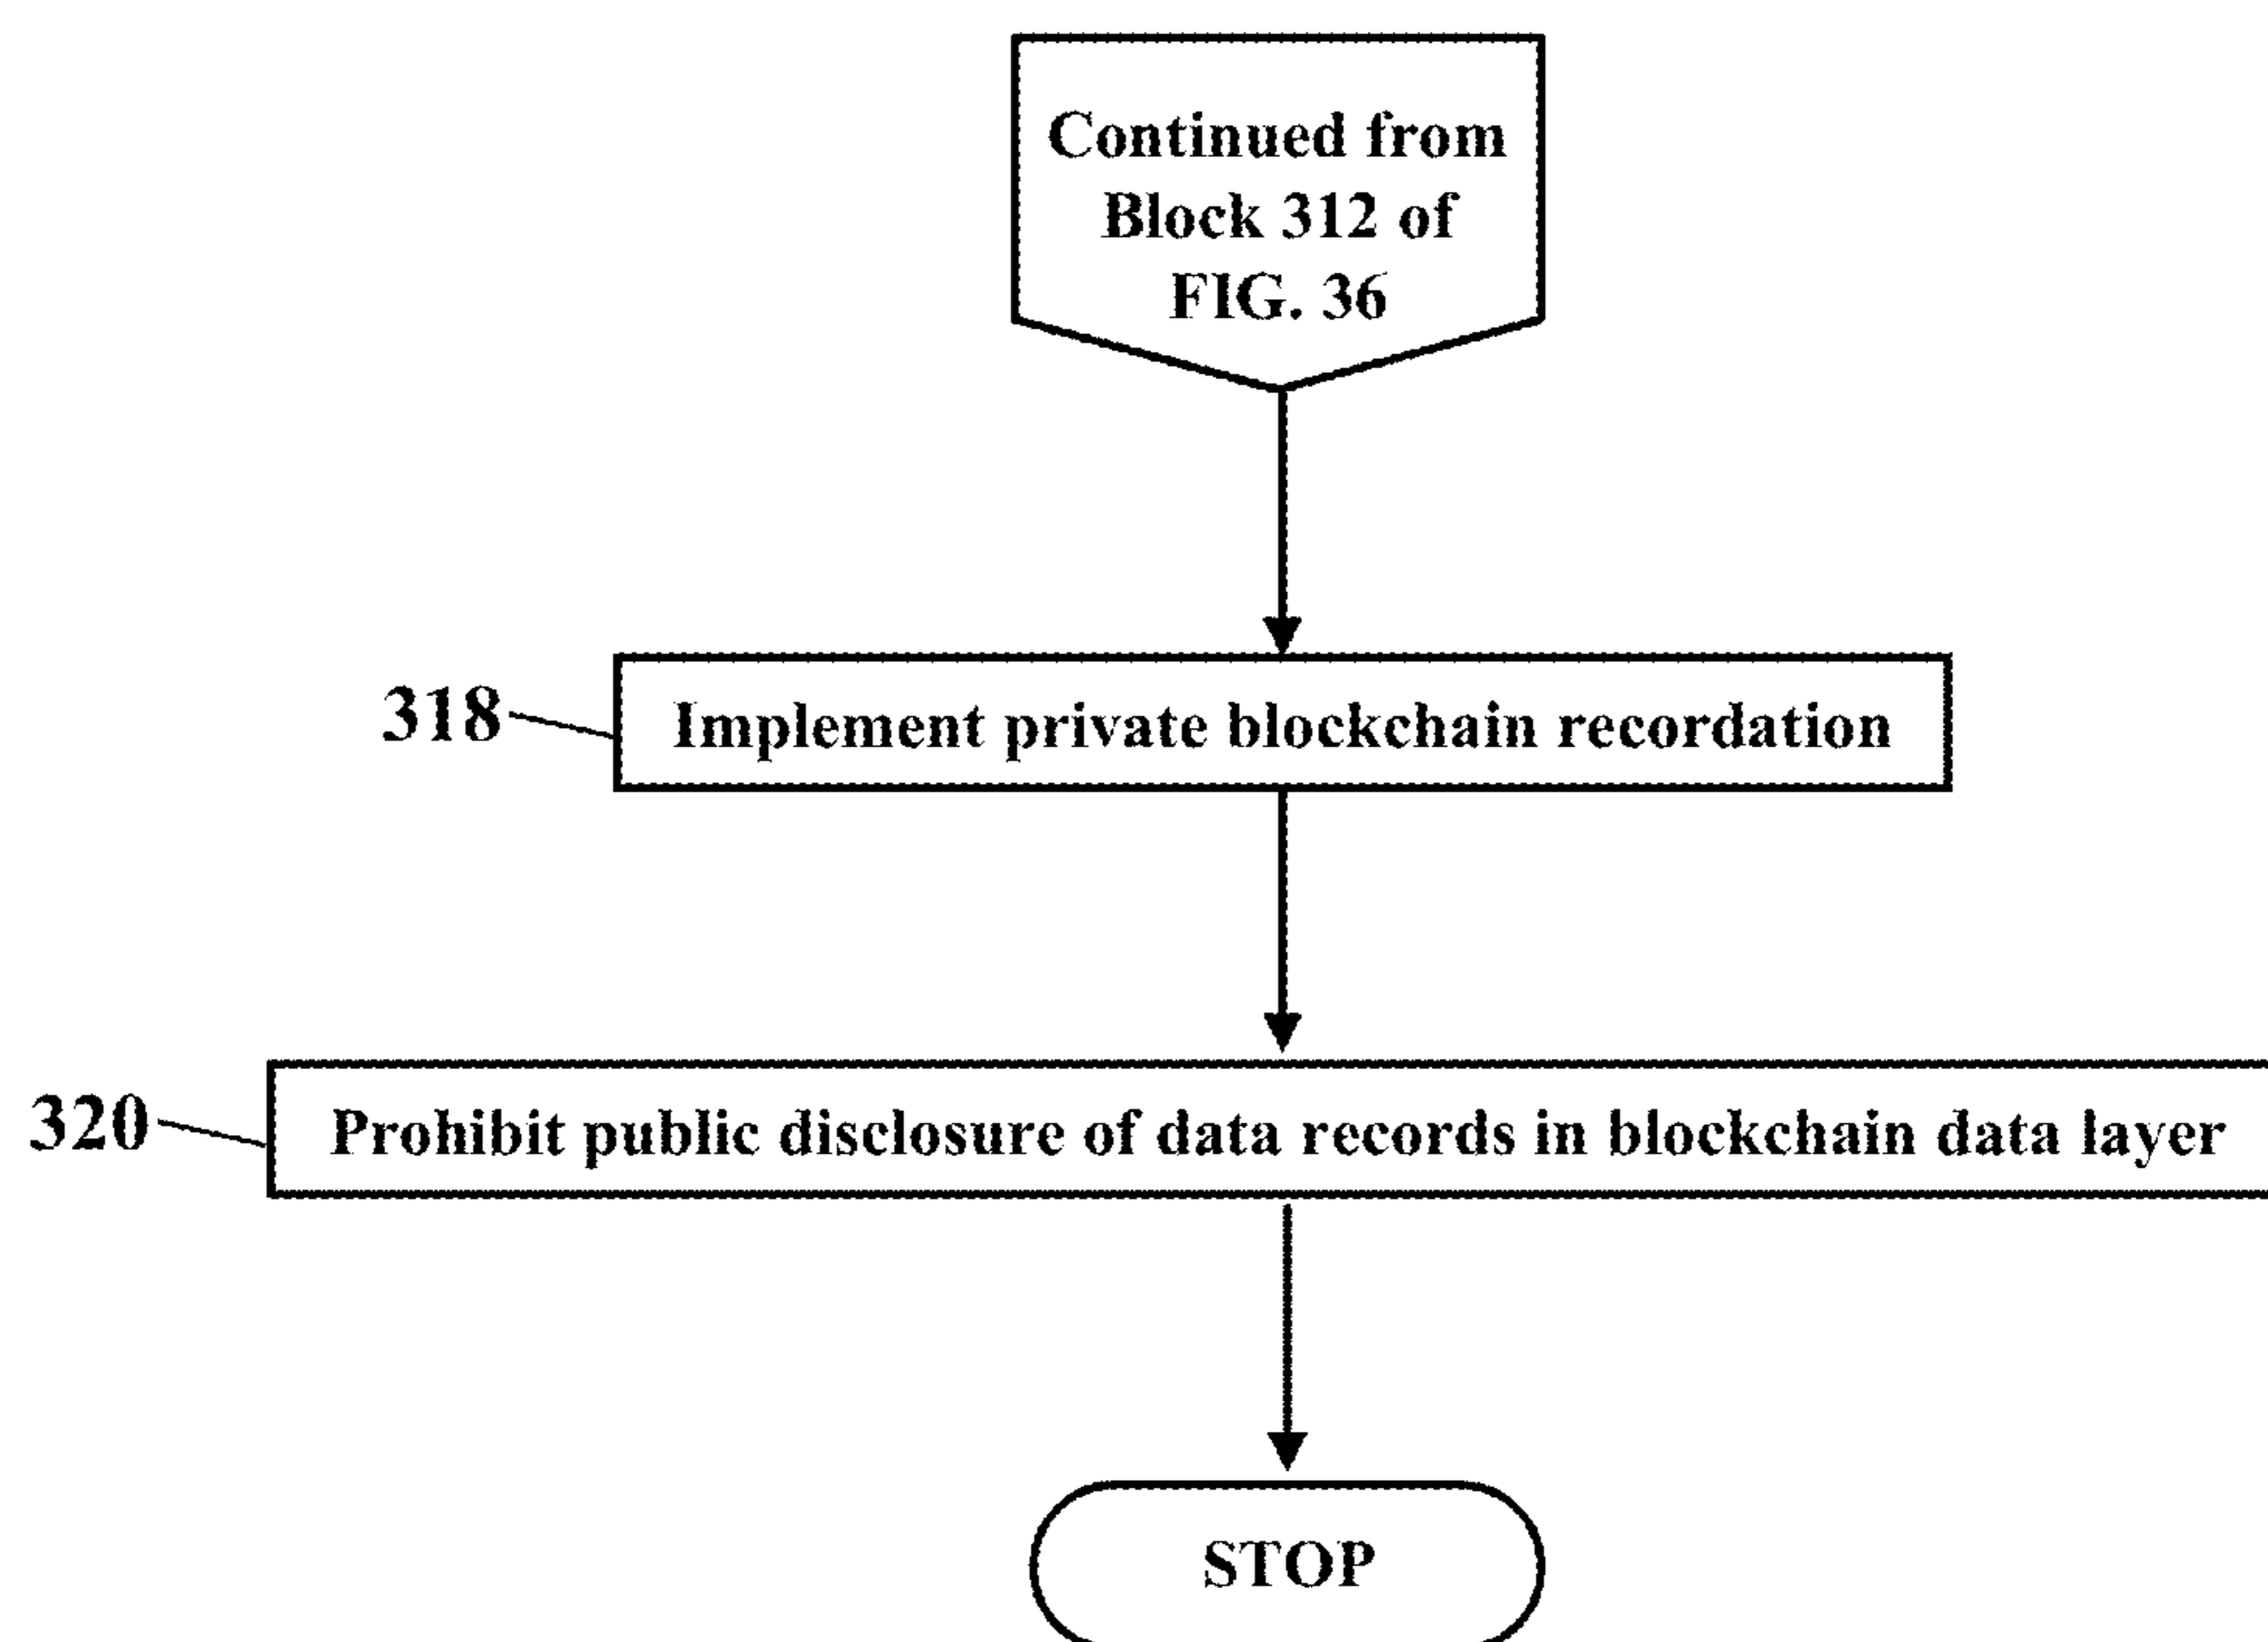 Continued from
Block 312 of
FIG. 36
318
Implement private blockchain recordation
320
Prohibit public disclosure of data records in blockchain data layer
STOP